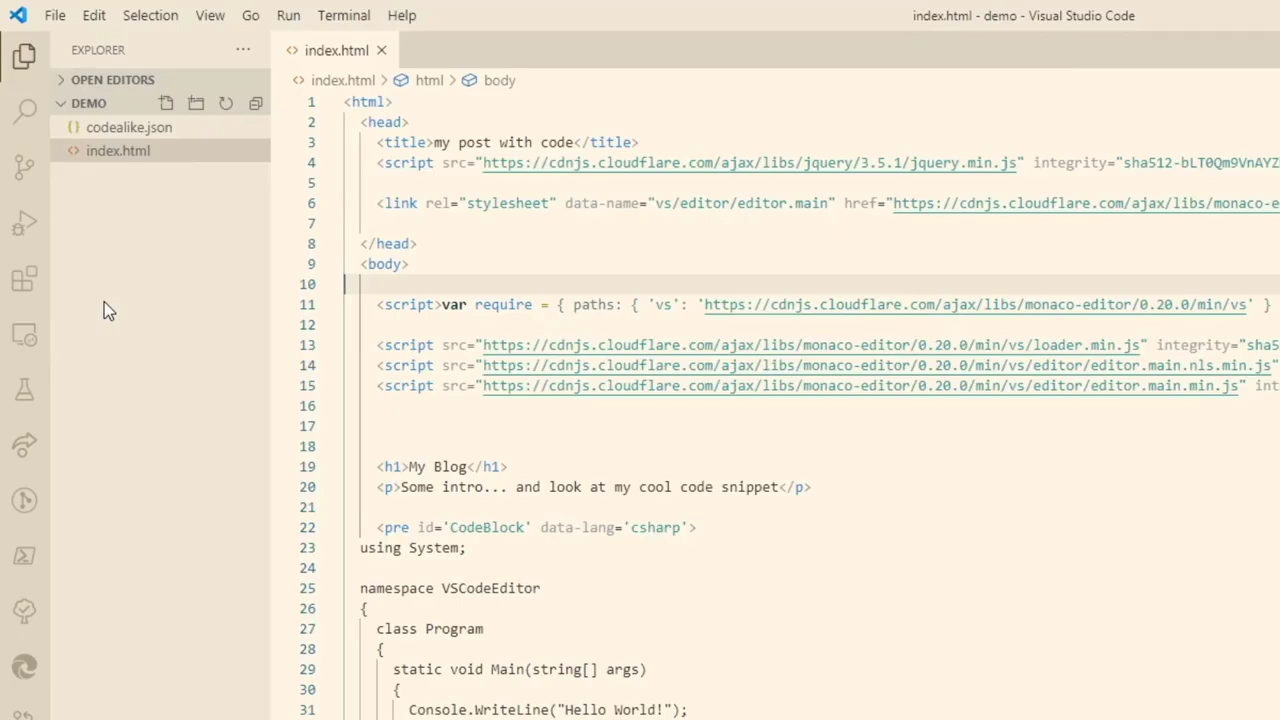 File Edit Selection View Go Run Terminal Help
index.html - demo - Visual Studio Code
EXPLORER ...
OPEN EDITORS
DEMO
{} codealike.json
<> index.html
<> index.html
<> index.html > html > body
1 <html>
2 <head>
3 <title>my post with code</title>
4 <script src="https://cdnjs.cloudflare.com/ajax/libs/jquery/3.5.1/jquery.min.js" integrity="sha512-bLT0Qm9VnAYZ
5
6 <link rel="stylesheet" data-name="vs/editor/editor.main" href="https://cdnjs.cloudflare.com/ajax/libs/monaco-e
7
8 </head>
9 <body>
10
11 <script>var require = { paths: { 'vs': 'https://cdnjs.cloudflare.com/ajax/libs/monaco-editor/0.20.0/min/vs' }
12
13 <script src="https://cdnjs.cloudflare.com/ajax/libs/monaco-editor/0.20.0/min/vs/loader.min.js" integrity="sha5
14 <script src="https://cdnjs.cloudflare.com/ajax/libs/monaco-editor/0.20.0/min/vs/editor/editor.main.nls.min.js"
15 <script src="https://cdnjs.cloudflare.com/ajax/libs/monaco-editor/0.20.0/min/vs/editor/editor.main.min.js" int
16
17
18
19 <h1>My Blog</h1>
20 <p>Some intro... and look at my cool code snippet</p>
21
22 <pre id='CodeBlock' data-lang='csharp'>
23 using System;
24
25 namespace VSCodeEditor
26 {
27 class Program
28 {
29 static void Main(string[] args)
30 {
31 Console.WriteLine("Hello World!");